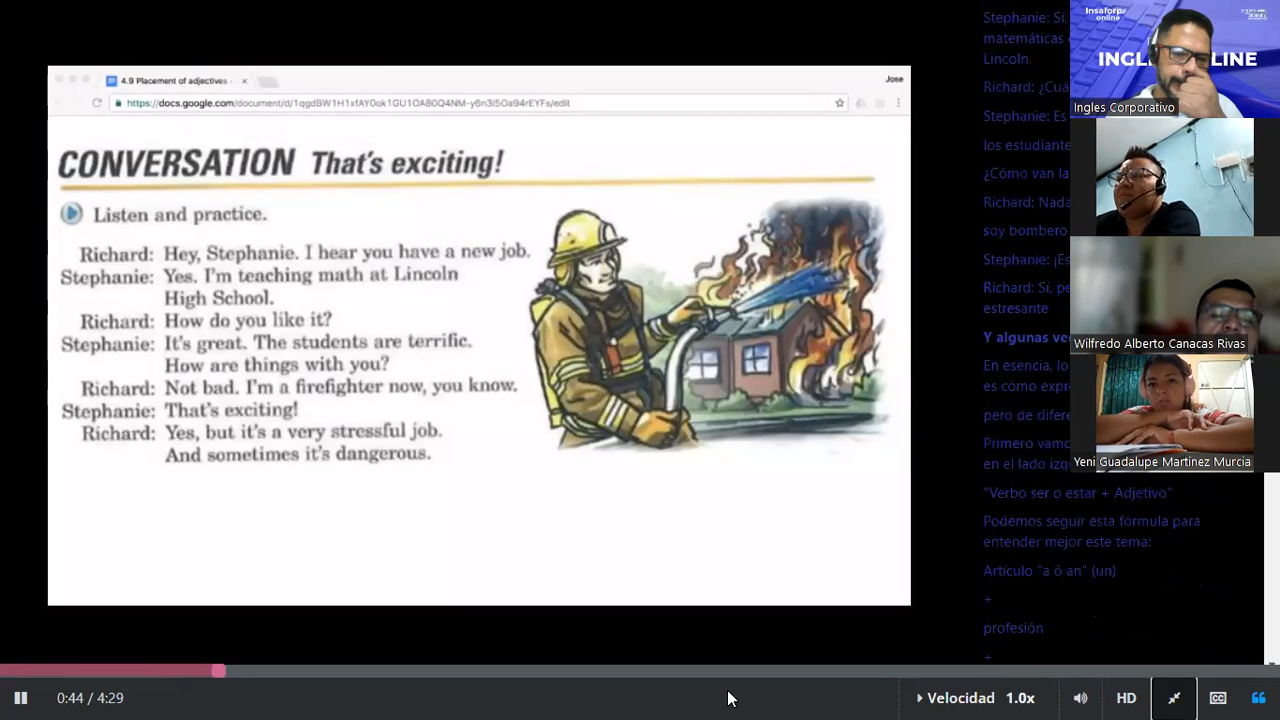 4.9 Placement of adjectives -
Jose
https://docs.google.com/document/d/1qgdBW1H1xfAY0ok1GU1OA80Q4NM-y6n3i5Oa94rEYFs/edit
CONVERSATION That's exciting!
Listen and practice.
Richard: Hey, Stephanie. I hear you have a new job.
Stephanie: Yes. I'm teaching math at Lincoln
High School.
Richard: How do you like it?
Stephanie: It's great. The students are terrific.
How are things with you?
Richard: Not bad. I'm a firefighter now, you know.
Stephanie: That's exciting!
Richard: Yes, but it's a very stressful job.
And sometimes it's dangerous.
Stephanie: Sí,
matemáticas
Lincoln.
Richard:
Stephanie: Es
los estudiante
¿Cómo van la
Richard: Nada
soy bombero
Stephanie:
Richard: Sí, pe
estresante
Y algunas ve
En esencia, lo
es cómo expr
pero de difere
Primero vamo
en el lado izq
"Verbo ser o estar + Adjetivo"
Podemos seguir esta fórmula para
entender mejor este tema:
Artículo "a ó an" (un)
+
profesión
+
Insaforp
online
Ingles Corporativo
Wilfredo Alberto Canacas Rivas
Yeni Guadalupe Martinez Murcia
0:44 / 4:29
Velocidad 1.0x
HD
CC